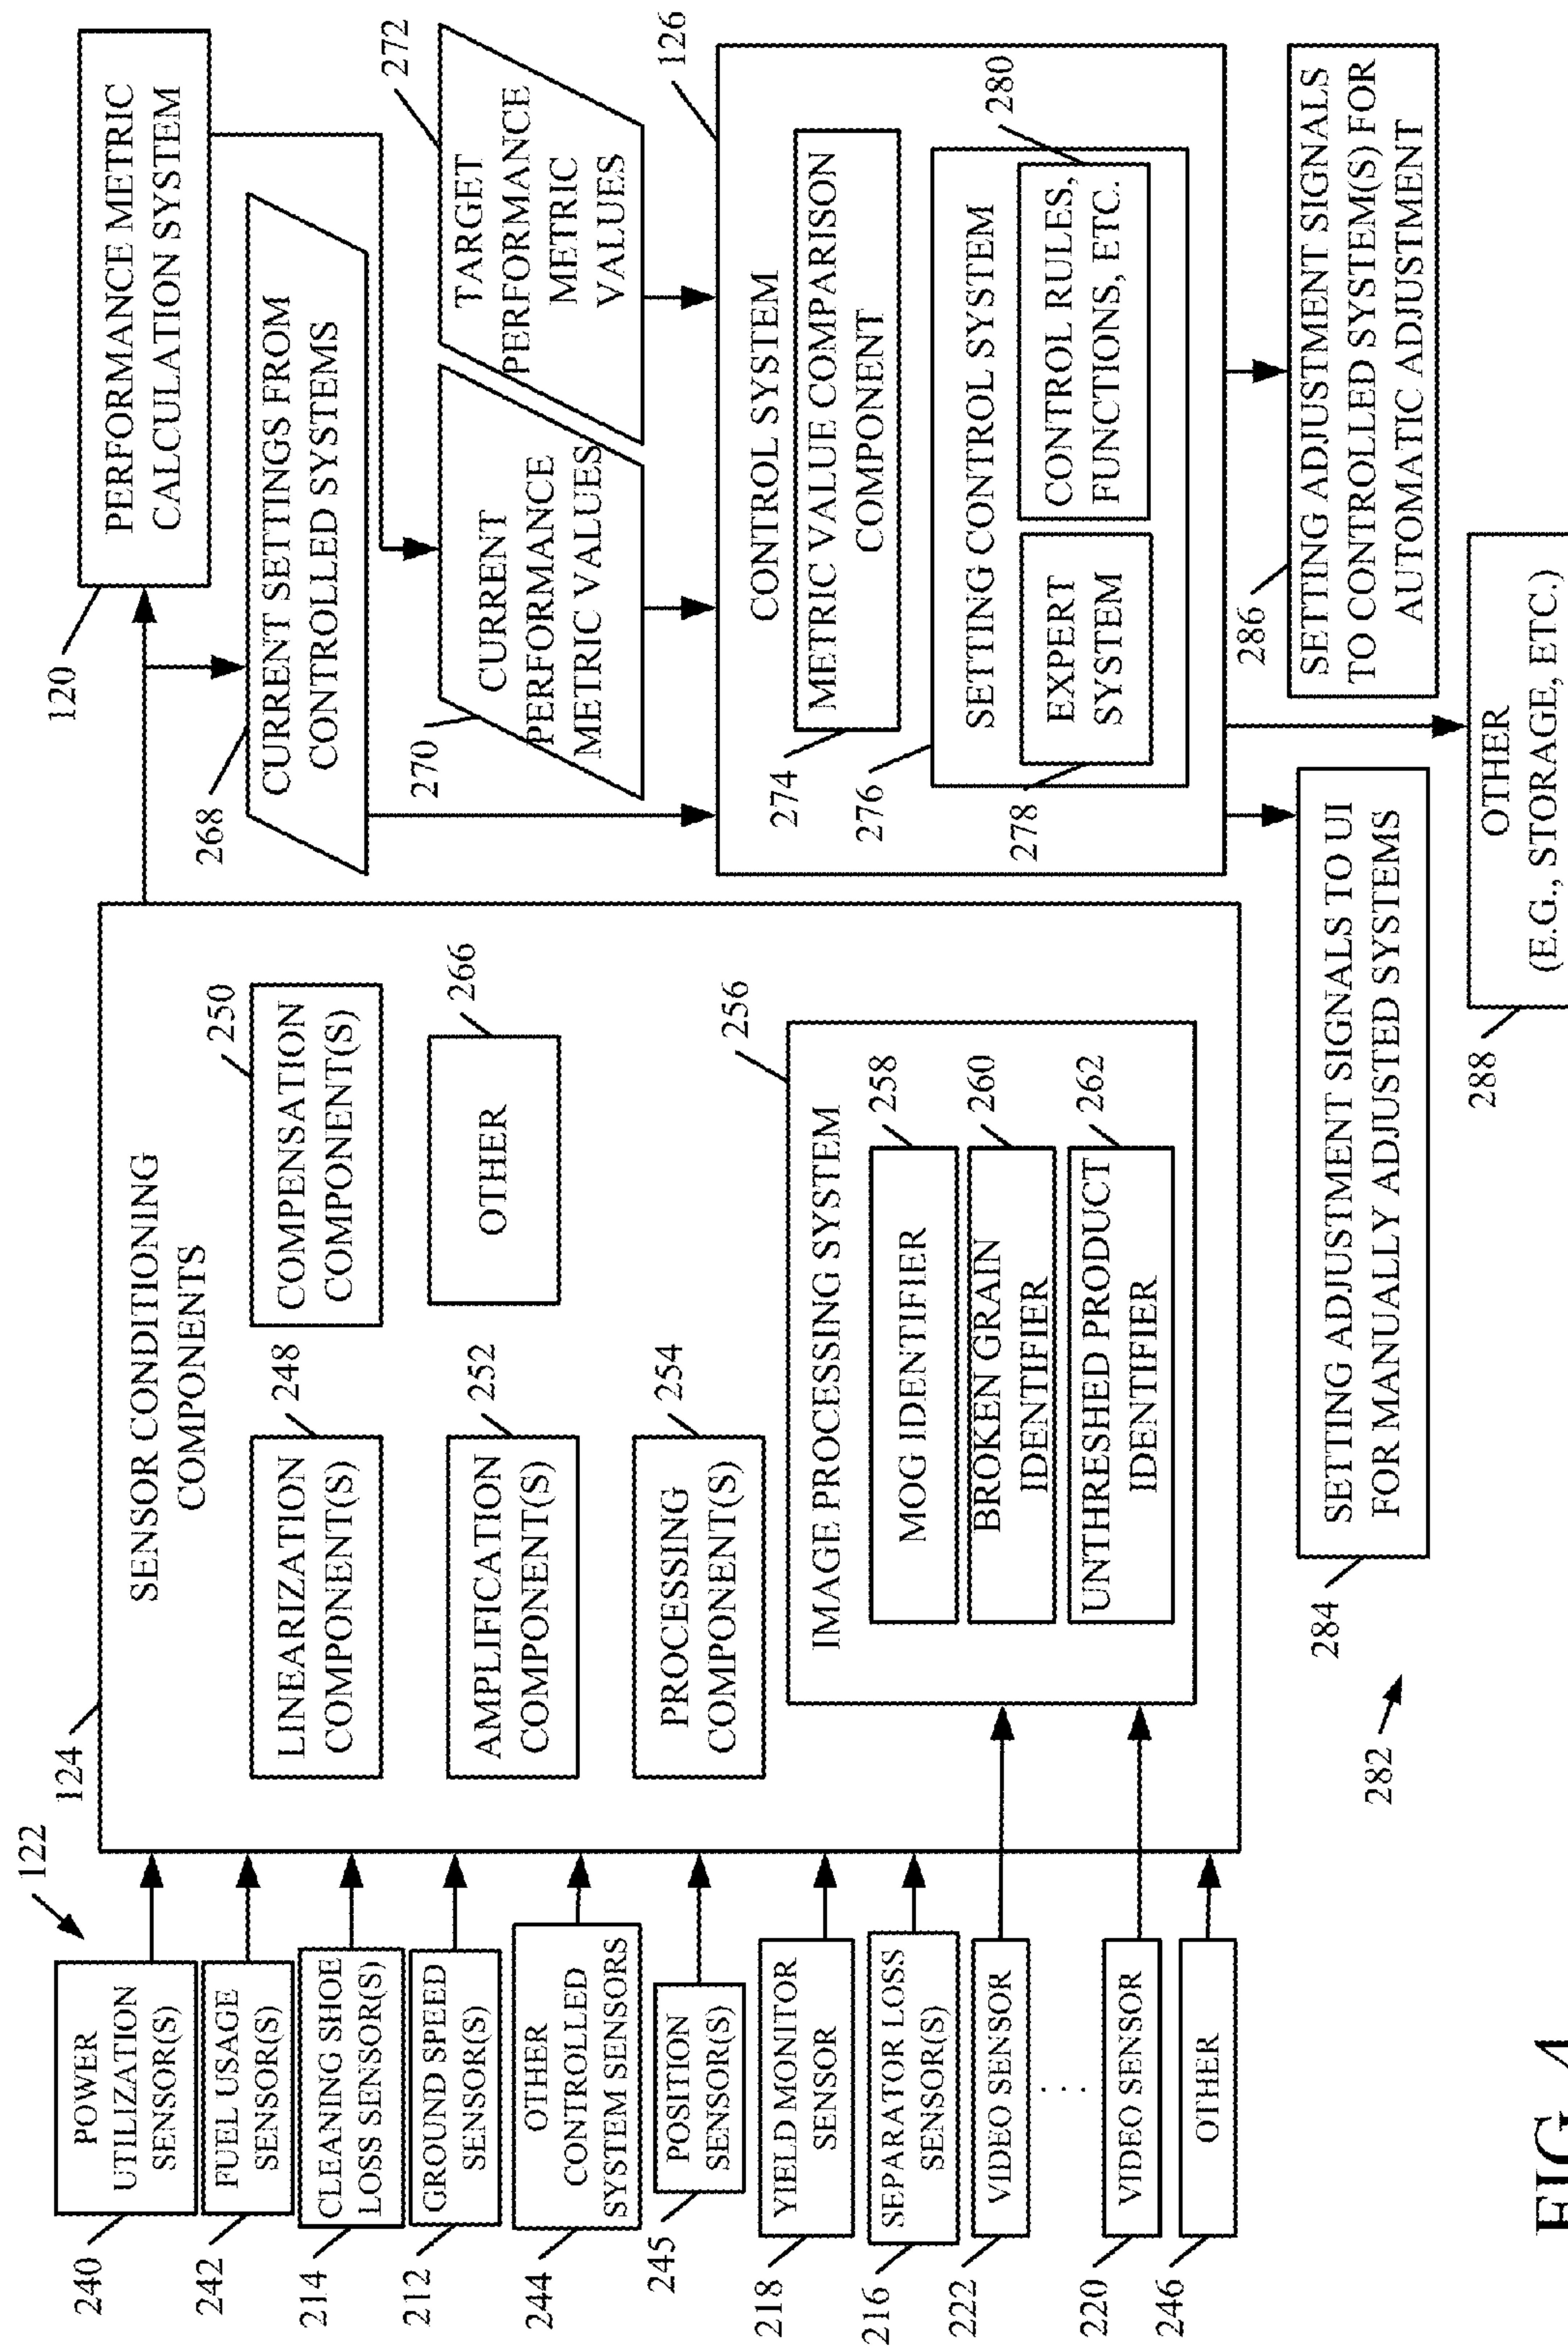 122
240
POWER
UTILIZATION
SENSOR(S)
242
FUEL USAGE
SENSOR(S)
214
CLEANING SHOE
LOSS SENSOR(S)
212
GROUND SPEED
SENSOR(S)
244
OTHER
CONTROLLED
SYSTEM SENSORS
245
POSITION
SENSOR(S)
218
YIELD MONITOR
SENSOR
216
SEPARATOR LOSS
SENSOR(S)
222
VIDEO SENSOR
. . .
220
VIDEO SENSOR
246
OTHER
124
SENSOR CONDITIONING
COMPONENTS
LINEARIZATION
COMPONENT(S)
248
COMPENSATION
COMPONENT(S)
250
AMPLIFICATION
COMPONENT(S)
252
OTHER
266
PROCESSING
COMPONENT(S)
254
256
IMAGE PROCESSING SYSTEM
MOG IDENTIFIER
258
BROKEN GRAIN
IDENTIFIER
260
UNTHRESHED PRODUCT
IDENTIFIER
262
120
PERFORMANCE METRIC
CALCULATION SYSTEM
268
CURRENT SETTINGS FROM
CONTROLLED SYSTEMS
270
CURRENT
PERFORMANCE
METRIC VALUES
272
TARGET
PERFORMANCE
METRIC
VALUES
126
CONTROL SYSTEM
274
METRIC VALUE COMPARISON
COMPONENT
276
SETTING CONTROL SYSTEM
278
EXPERT
SYSTEM
280
CONTROL RULES,
FUNCTIONS, ETC.
282
284
SETTING ADJUSTMENT SIGNALS TO UI
FOR MANUALLY ADJUSTED SYSTEMS
286
SETTING ADJUSTMENT SIGNALS
TO CONTROLLED SYSTEM(S) FOR
AUTOMATIC ADJUSTMENT
288
OTHER
(E.G., STORAGE, ETC.)
FIG. 4